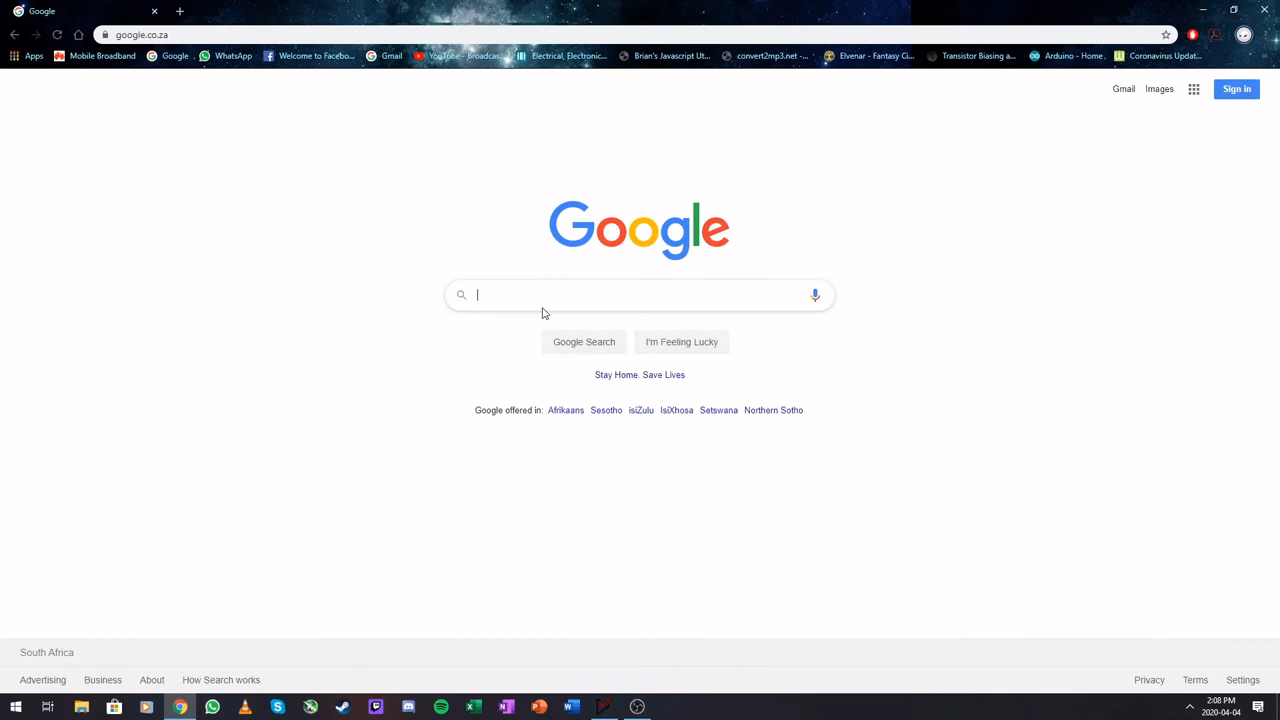 Google
google.co.za
Apps Mobile Broadband Google WhatsApp Welcome to Facebo... Gmail YouTube - Broadcas... Electrical, Electronic... Brian's Javascript Ut... convert2mp3.net -... Elvenar - Fantasy Ci... Transistor Biasing a... Arduino - Home Coronavirus Updat...
Gmail Images Sign in
Google
Google Search I'm Feeling Lucky
Stay Home. Save Lives
Google offered in: Afrikaans Sesotho isiZulu IsiXhosa Setswana Northern Sotho
South Africa
Advertising Business About How Search works Privacy Terms Settings
2:08 PM
2020-04-04